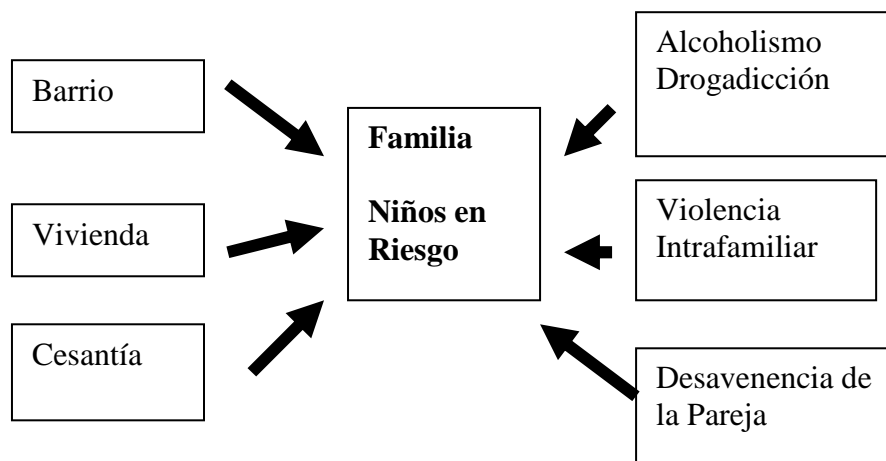 Barrio
Vivienda
Cesantía
Familia
Niños en
Riesgo
Alcoholismo
Drogadicción
Violencia
Intrafamiliar
Desavenencia de
la Pareja